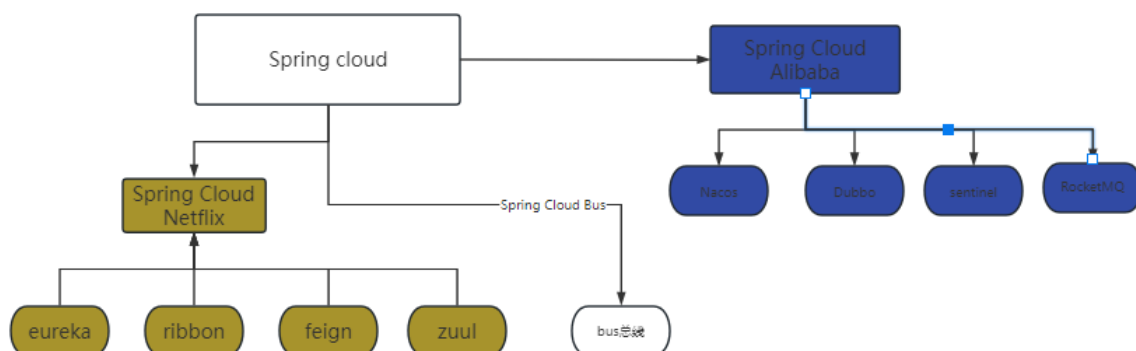 Spring cloud
Spring Cloud
Alibaba
Nacos
Dubbo
sentinel
RocketMQ
Spring Cloud
Netflix
Spring Cloud Bus
eureka
ribbon
feign
zuul
bus总线